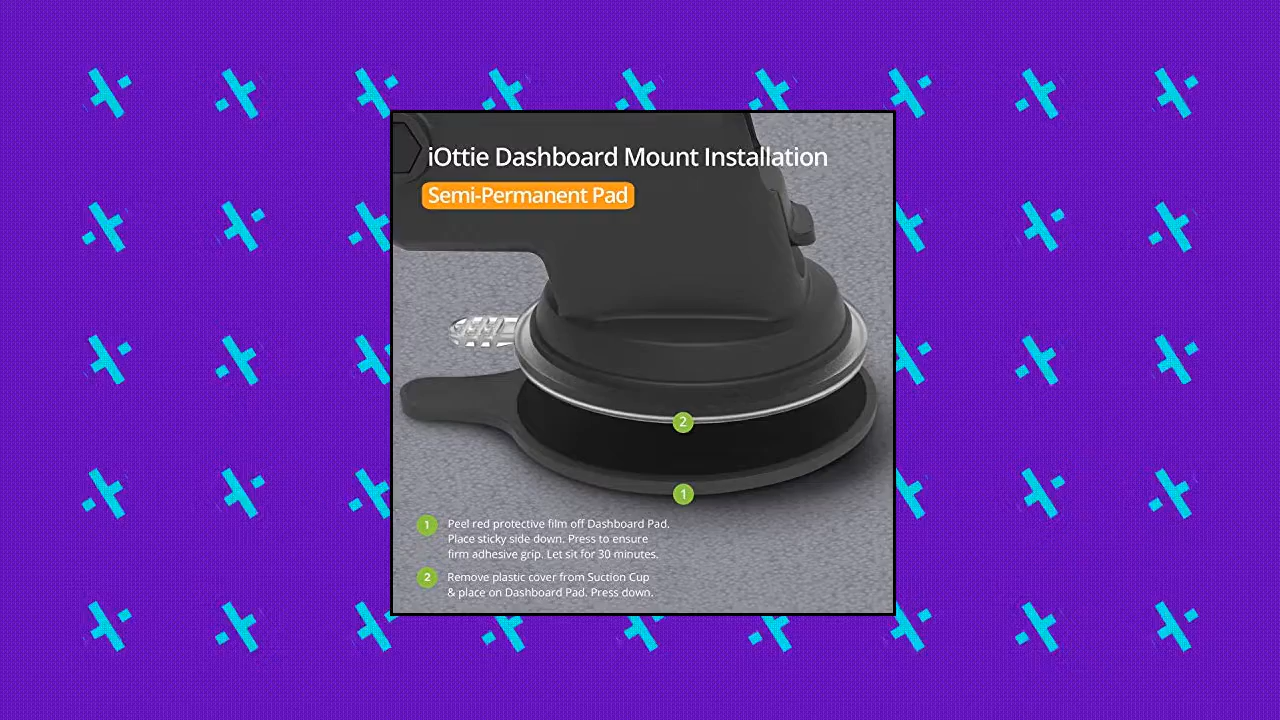 iOttie Dashboard Mount Installation
Semi-Permanent Pad
2
1
1 Peel red protective film off Dashboard Pad.
Place sticky side down. Press to ensure
firm adhesive grip. Let sit for 30 minutes.
2 Remove plastic cover from Suction Cup
& place on Dashboard Pad. Press down.